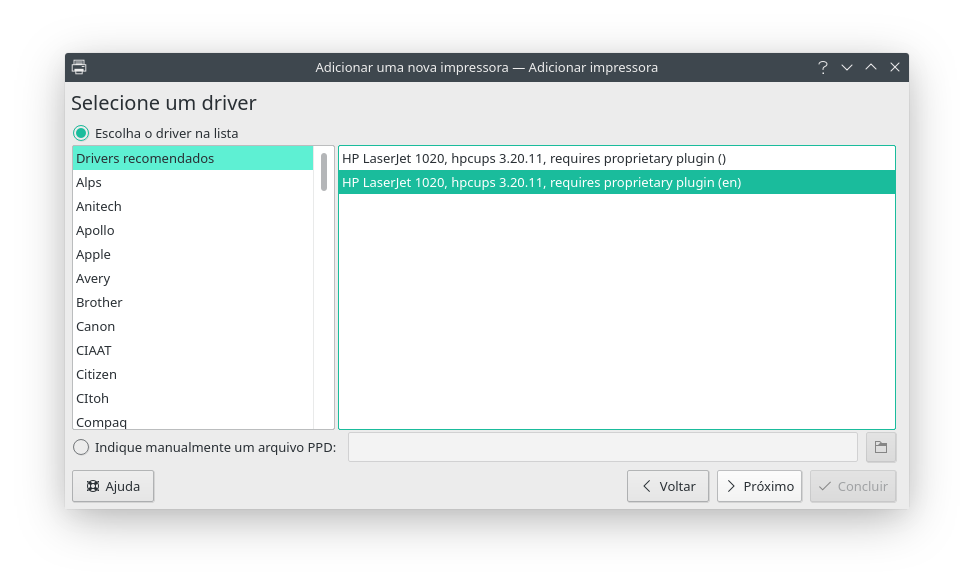 Adicionar uma nova impressora — Adicionar impressora
Selecione um driver
Escolha o driver na lista
Drivers recomendados
Alps
Anitech
Apollo
Apple
Avery
Brother
Canon
CIAAT
Citizen
CItoh
Compaq
HP LaserJet 1020, hpcups 3.20.11, requires proprietary plugin ()
HP LaserJet 1020, hpcups 3.20.11, requires proprietary plugin (en)
Indique manualmente um arquivo PPD:
Ajuda
Voltar
Próximo
Concluir